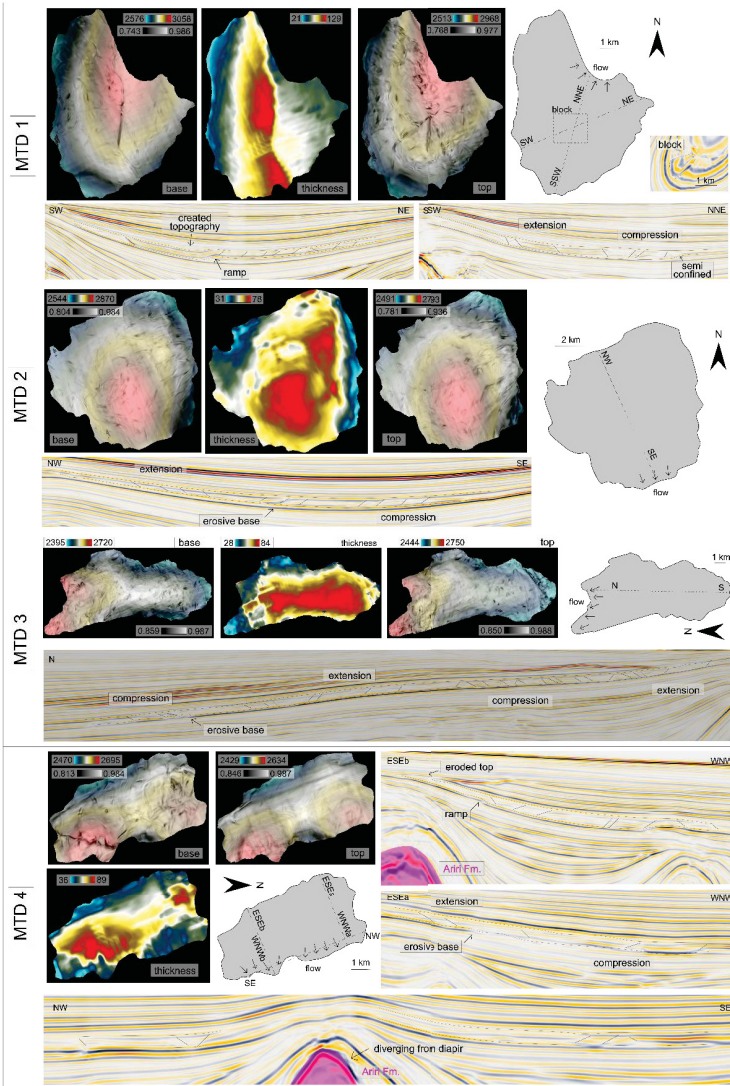 MTD 1
2576 3058
0.743 0.986
base
21 129
thickness
2513 2968
0.768 0.977
top
N
1 km
flow
NNE
NE
block
SW
SSW
block
1 km
SW NE
created
topography
ramp
SSW NNE
extension
compression
semi
confined
MTD 2
2544 2870
0.804 0.984
base
31 78
thickness
2491 2793
0.781 0.936
top
N
2 km
NW
SE
flow
NW SE
extension
erosive base
compression
MTD 3
2395 2720
base
0.859 0.987
28 84
thickness
2444 2750
top
0.850 0.988
1 km
N S
flow
N
N
extension
compression
compression
extension
erosive base
MTD 4
2470 2695
0.813 0.984
base
2429 2634
0.846 0.987
top
ESEb WNW
eroded top
ramp
Arin Fm.
36 89
thickness
N
ESEb
WNWb
WNWa
NW
SE
flow
1 km
ESEa WNW
extension
erosive base
compression
NW SE
diverging from diapir
Arin Fm.